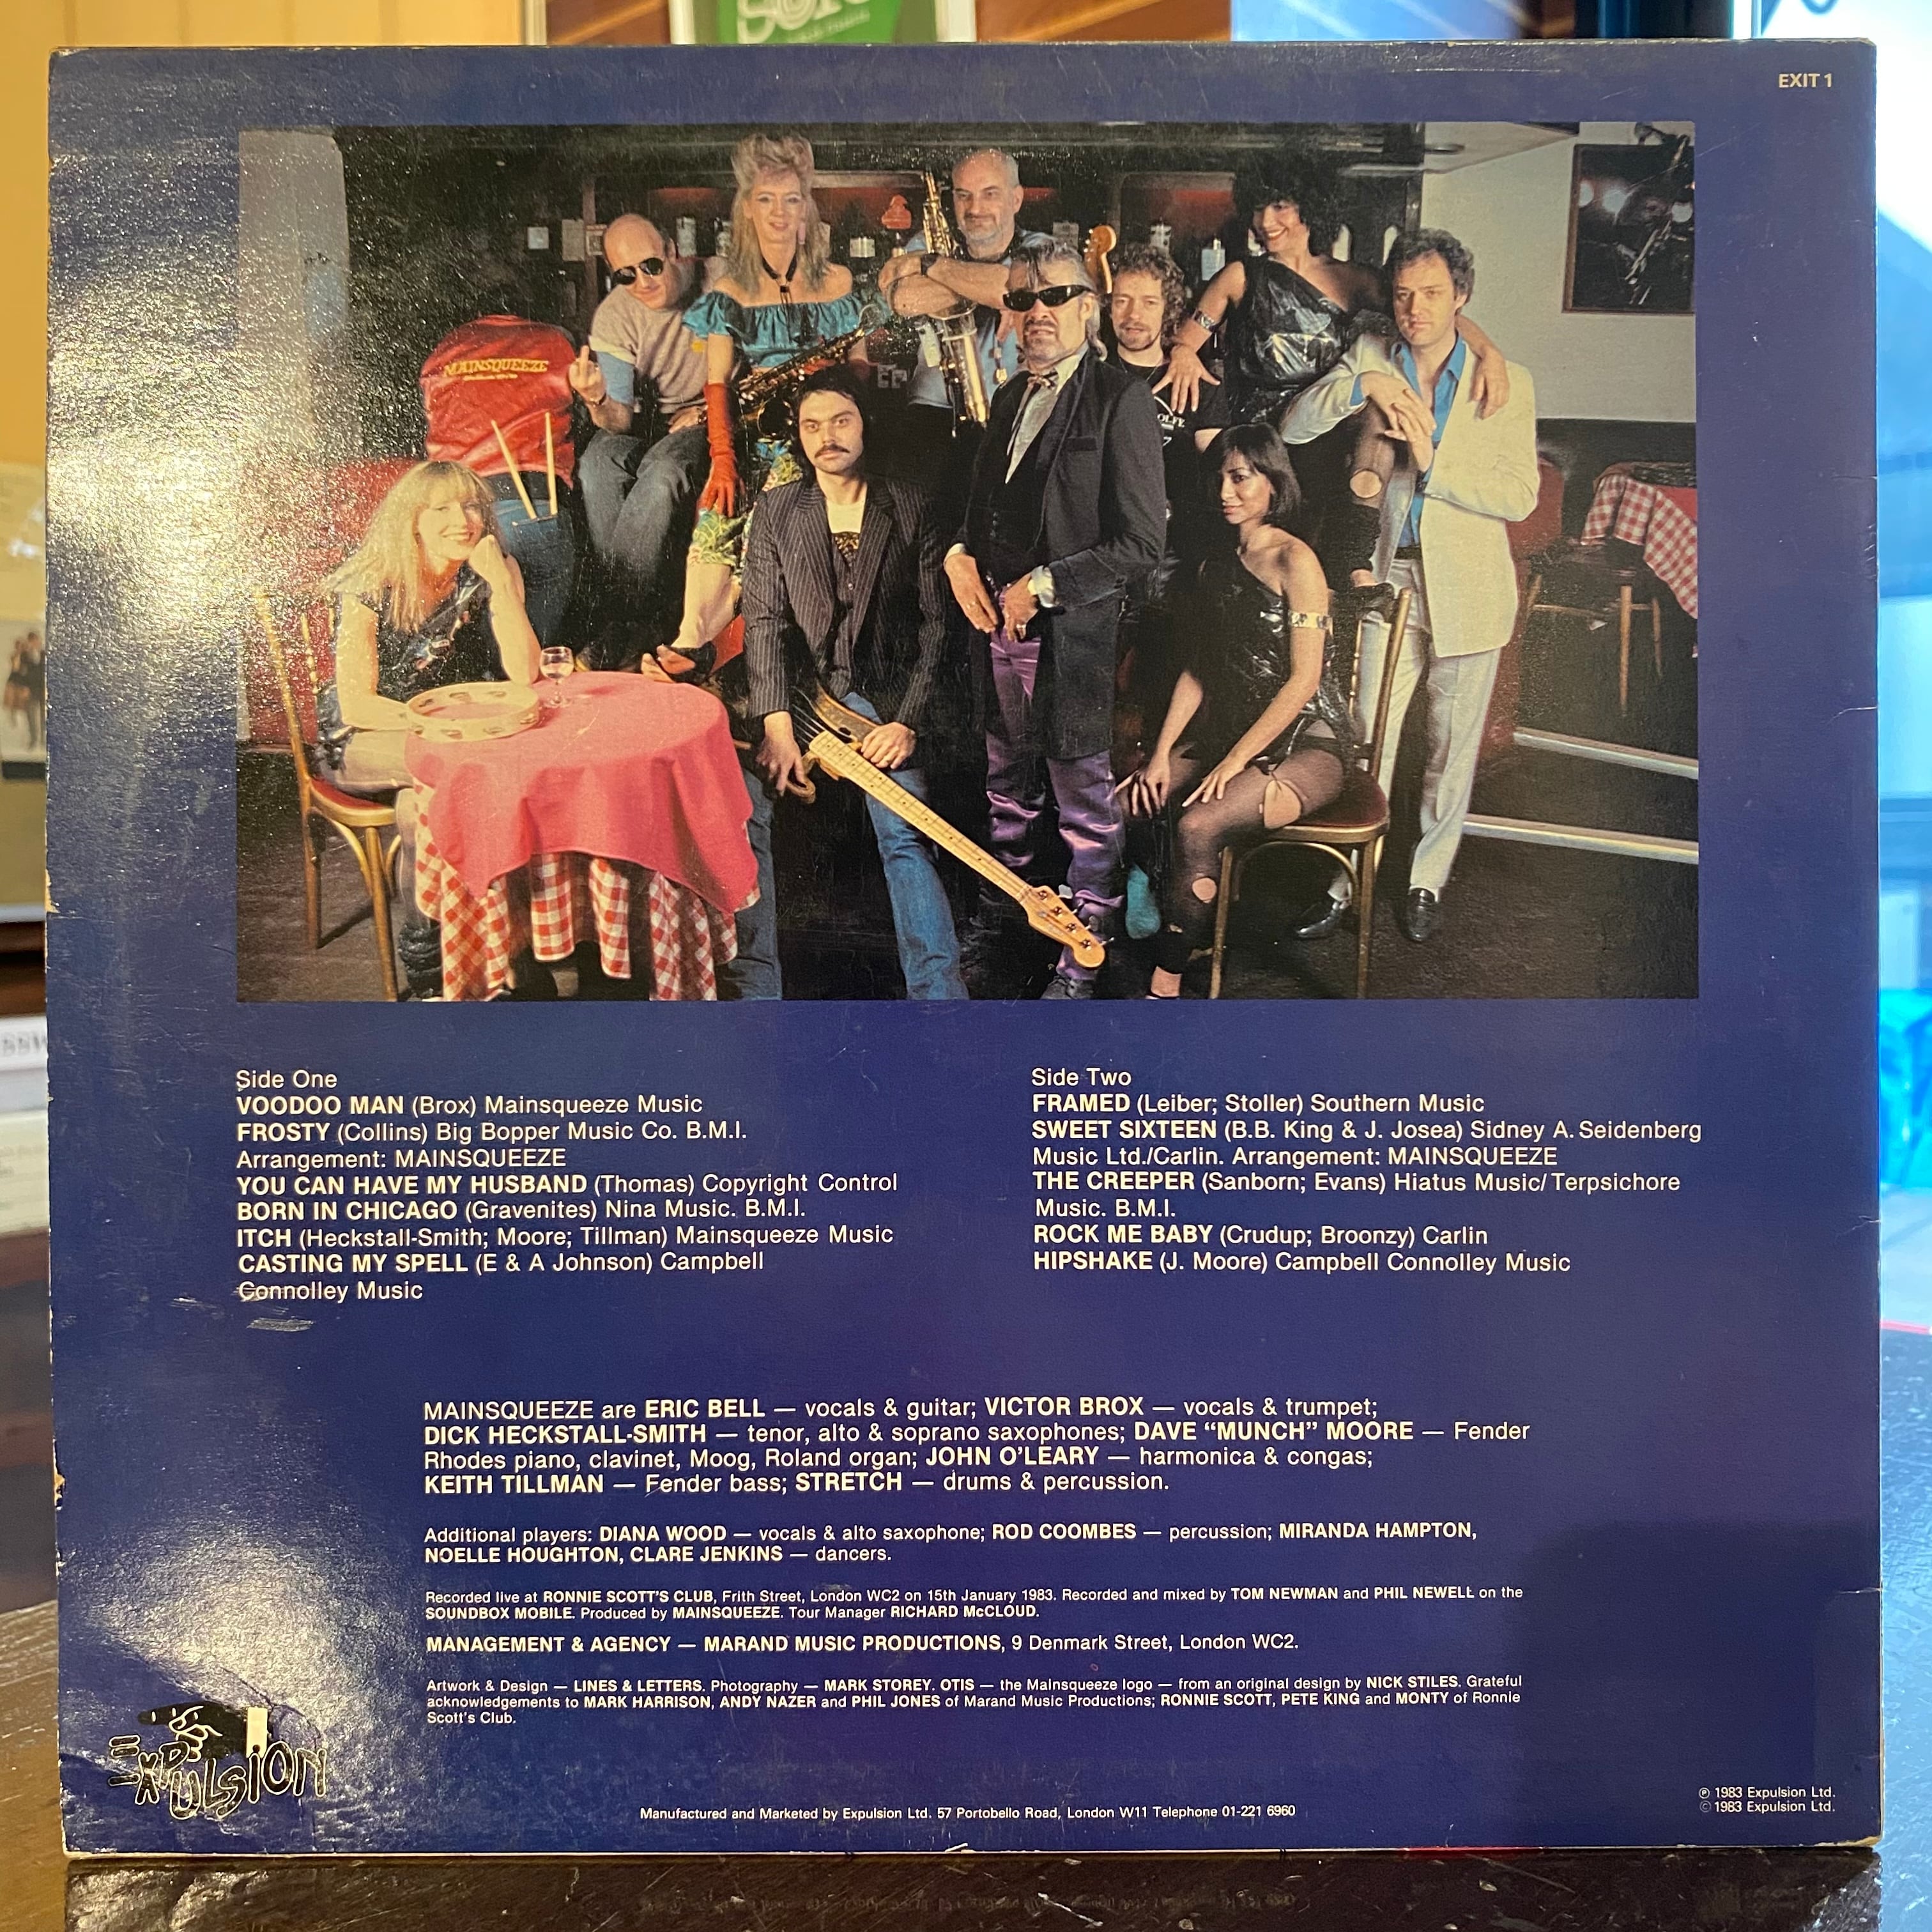 EXIT 1
MAINSQUEEZE
Side One
VOODOO MAN (Brox) Mainsqueeze Music
FROSTY (Collins) Big Bopper Music Co. B.M.I.
Arrangement: MAINSQUEEZE
YOU CAN HAVE MY HUSBAND (Thomas) Copyright Control
BORN IN CHICAGO (Gravenites) Nina Music. B.M.I.
ITCH (Heckstall-Smith; Moore; Tillman) Mainsqueeze Music
CASTING MY SPELL (E & A Johnson) Campbell
Connolley Music
Side Two
FRAMED (Leiber; Stoller) Southern Music
SWEET SIXTEEN (B.B. King & J. Josea) Sidney A. Seidenberg
Music Ltd./Carlin. Arrangement: MAINSQUEEZE
THE CREEPER (Sanborn; Evans) Hiatus Music/Terpsichore
Music. B.M.I.
ROCK ME BABY (Crudup; Broonzy) Carlin
HIPSHAKE (J. Moore) Campbell Connolley Music
MAINSQUEEZE are ERIC BELL — vocals & guitar; VICTOR BROX — vocals & trumpet;
DICK HECKSTALL-SMITH — tenor, alto & soprano saxophones; DAVE “MUNCH” MOORE — Fender
Rhodes piano, clavinet, Moog, Roland organ; JOHN O'LEARY — harmonica & congas;
KEITH TILLMAN — Fender bass; STRETCH — drums & percussion.
Additional players: DIANA WOOD — vocals & alto saxophone; ROD COOMBES — percussion; MIRANDA HAMPTON,
NOELLE HOUGHTON, CLARE JENKINS — dancers.
Recorded live at RONNIE SCOTT'S CLUB, Frith Street, London WC2 on 15th January 1983. Recorded and mixed by TOM NEWMAN and PHIL NEWELL on the
SOUNDBOX MOBILE. Produced by MAINSQUEEZE. Tour Manager RICHARD McCLOUD.
MANAGEMENT & AGENCY — MARAND MUSIC PRODUCTIONS, 9 Denmark Street, London WC2.
Artwork & Design — LINES & LETTERS. Photography — MARK STOREY. OTIS — the Mainsqueeze logo — from an original design by NICK STILES. Grateful
acknowledgements to MARK HARRISON, ANDY NAZER and PHIL JONES of Marand Music Productions; RONNIE SCOTT, PETE KING and MONTY of Ronnie
Scott's Club.
EXPULSION
Manufactured and Marketed by Expulsion Ltd. 57 Portobello Road, London W11 Telephone 01-221 6960
℗ 1983 Expulsion Ltd.
© 1983 Expulsion Ltd.